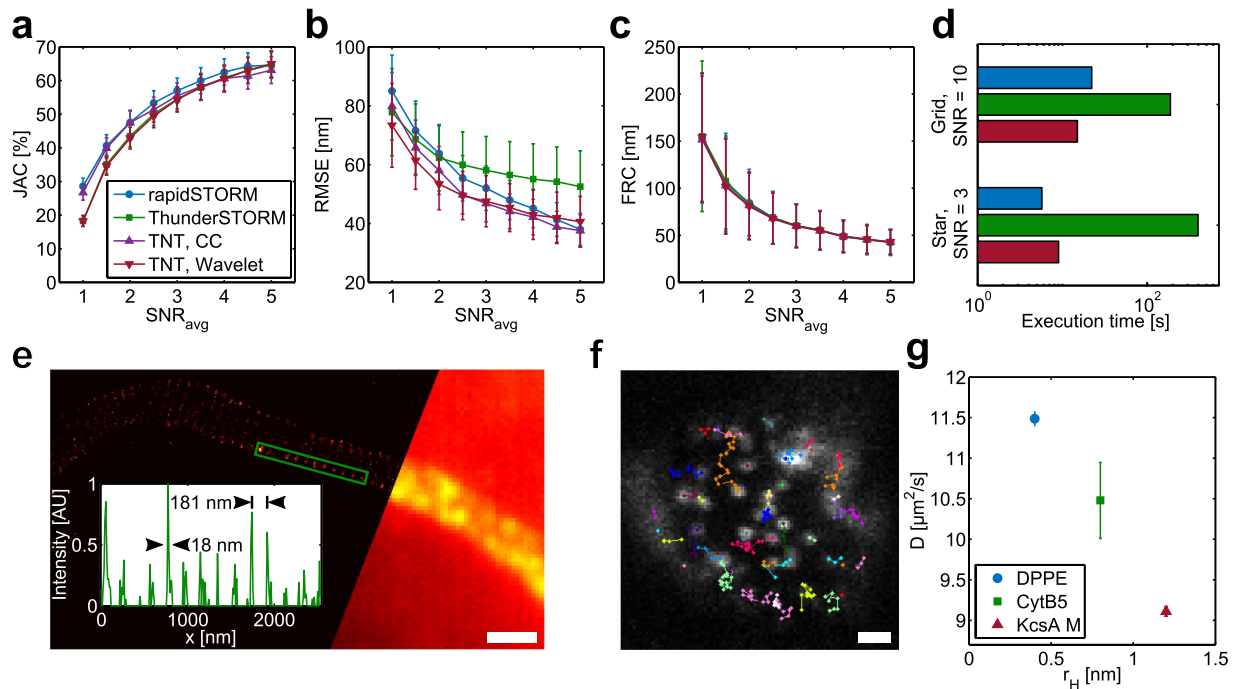 a
70
60
50
40
30
20
10
0
JAC [%]
1 2 3 4 5
SNRavg
rapidSTORM
ThunderSTORM
TNT, CC
TNT, Wavelet
b
100
80
60
40
20
RMSE [nm]
1 2 3 4 5
SNRavg
c
250
200
150
100
50
0
FRC [nm]
1 2 3 4 5
SNRavg
d
Grid,
SNR = 10
Star,
SNR = 3
10^0 10^2
Execution time [s]
e
1
0.5
0
Intensity [AU]
181 nm
18 nm
0 1000 2000
x [nm]
f
g
12
11.5
11
10.5
10
9.5
9
D [µm²/s]
DPPE
CytB5
KcsA M
0 0.5 1 1.5
rH [nm]